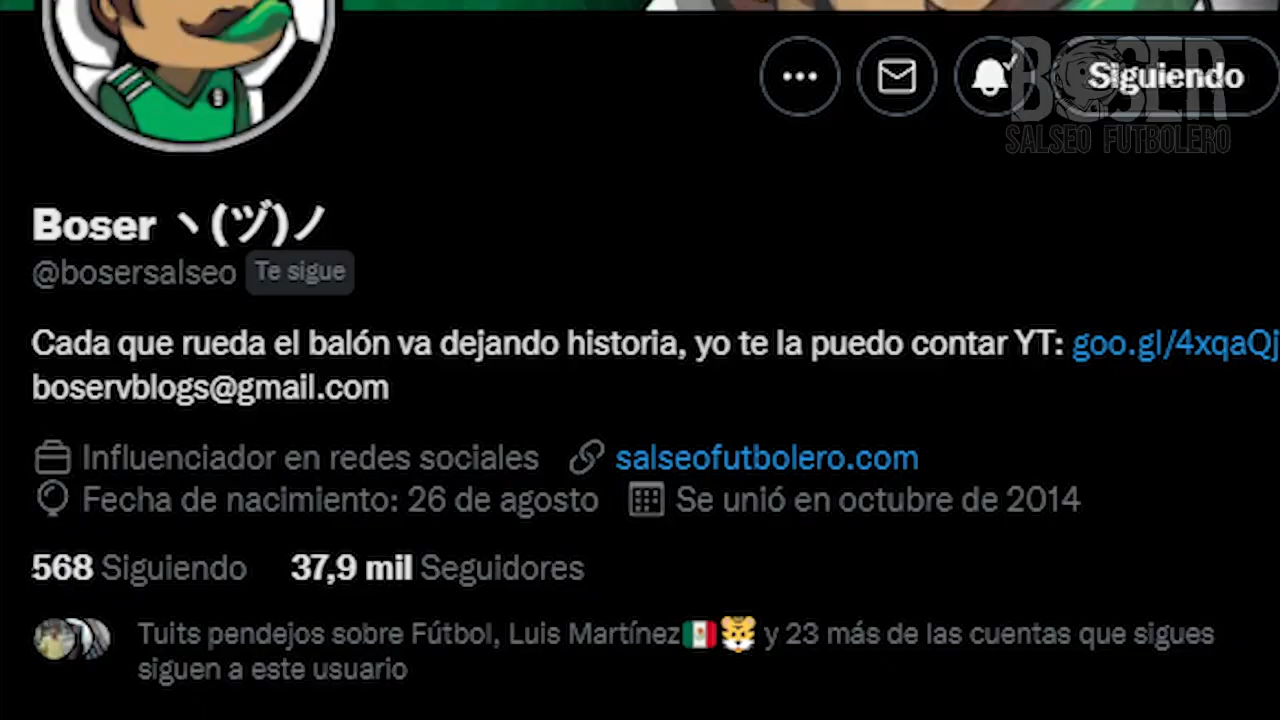 BOSER
SALSEO FUTBOLERO
Siguiendo
Boser ヽ(ヅ)ノ
@bosersalseo Te sigue
Cada que rueda el balón va dejando historia, yo te la puedo contar YT: goo.gl/4xqaQj
boservblogs@gmail.com
Influenciador en redes sociales salseofutbolero.com
Fecha de nacimiento: 26 de agosto Se unió en octubre de 2014
568 Siguiendo 37,9 mil Seguidores
Tuits pendejos sobre Fútbol, Luis Martínez🇲🇽🐯 y 23 más de las cuentas que sigues
siguen a este usuario